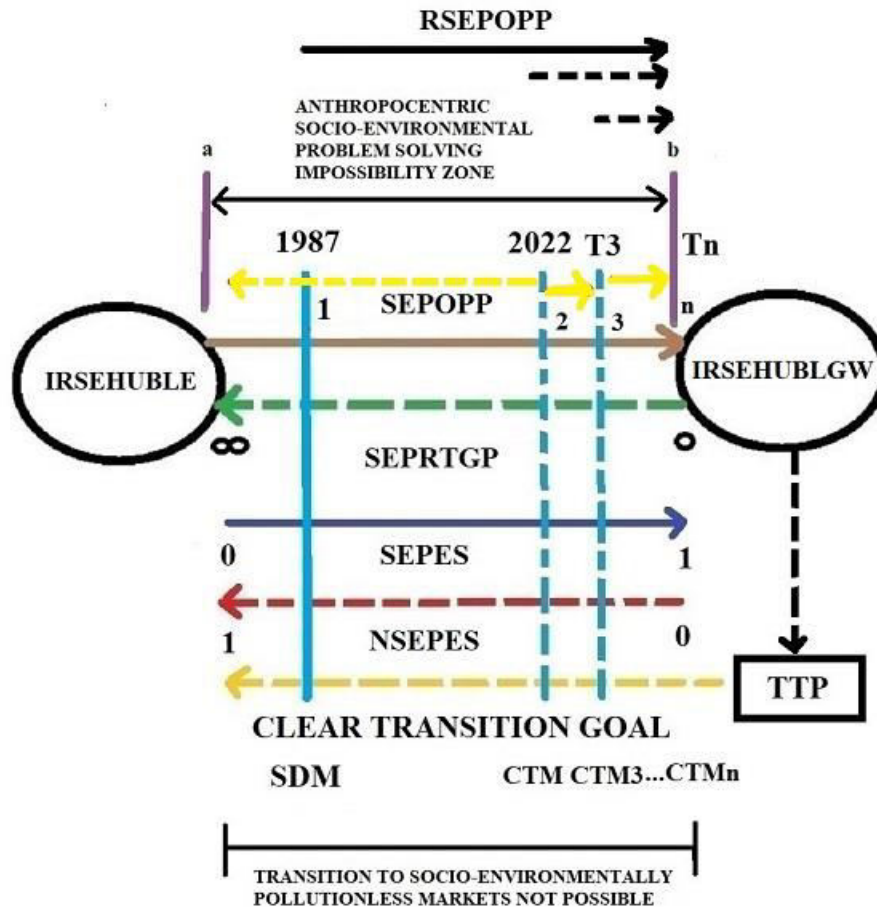 RSEPOPP
ANTHROPOCENTRIC
SOCIO-ENVIRONMENTAL
PROBLEM SOLVING
IMPOSSIBILITY ZONE
a
b
1987
2022
T3
Tn
SEPOPP
1
2
3
n
IRSEHUBLE
IRSEHUBLGW
∞
0
SEPRTGP
0
SEPES
1
1
NSEPES
0
TTP
CLEAR TRANSITION GOAL
SDM
CTM CTM3...CTMn
TRANSITION TO SOCIO-ENVIRONMENTALLY
POLLUTIONLESS MARKETS NOT POSSIBLE